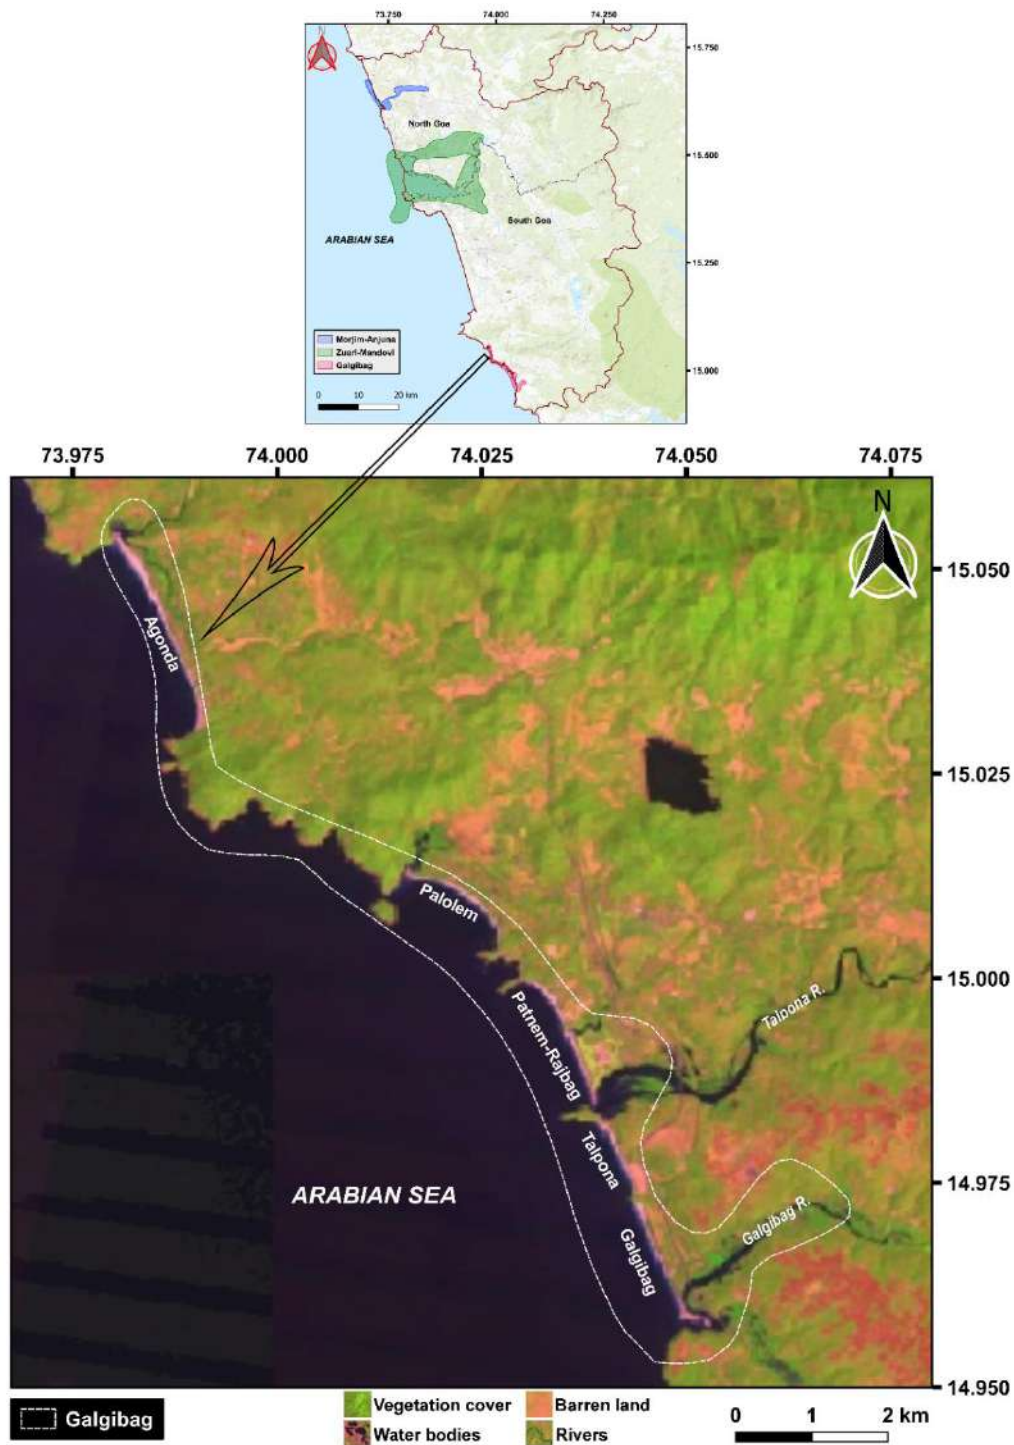 73.750 74.000 74.250
N
15.750
North Goa
15.500
South Goa
ARABIAN SEA
15.250
Morjim-Anjuna
Zuari-Mandovi
Galgibag
15.000
0 10 20 km
73.975 74.000 74.025 74.050 74.075
N
15.050
Agonda
15.025
Palolem
15.000
Talpona R.
Patnem-Rajbag
Talpona
14.975
ARABIAN SEA
Galgibag R.
Galgibag
14.950
Galgibag
Vegetation cover Barren land
Water bodies Rivers
0 1 2 km